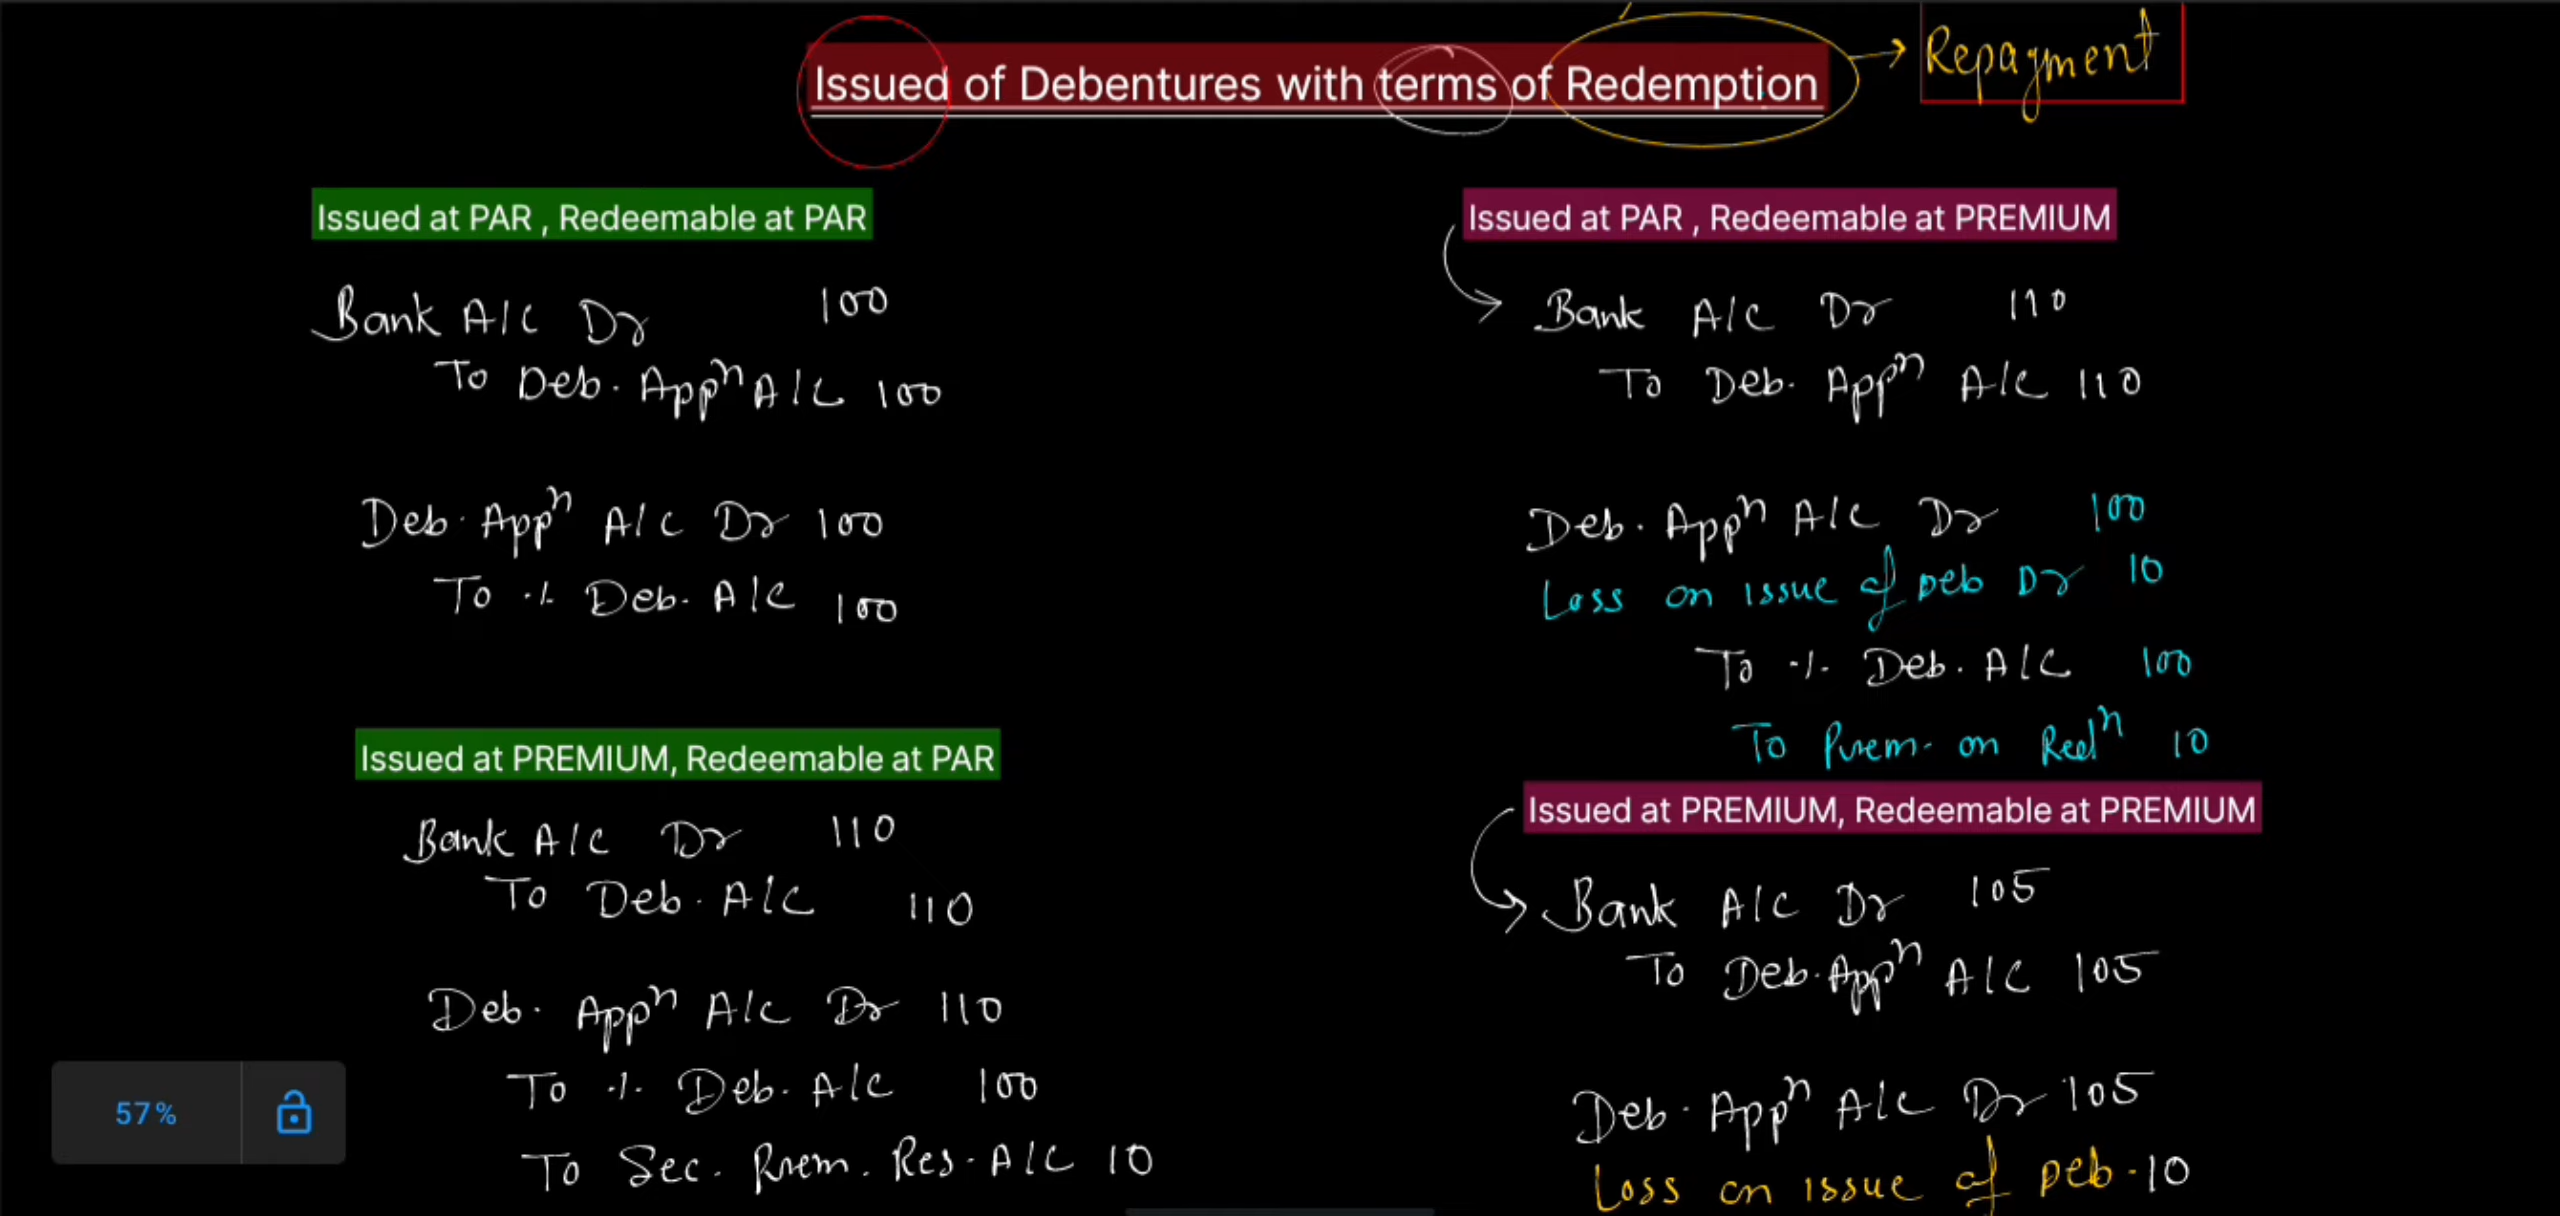 Issued of Debentures with terms of Redemption
Repayment
Issued at PAR , Redeemable at PAR
Bank A/c Dr 100
To Deb. Appn A/c 100
Deb. Appn A/c Dr 100
To % Deb. A/c 100
Issued at PREMIUM, Redeemable at PAR
Bank A/c Dr 110
To Deb. A/c 110
Deb. Appn A/c Dr 110
To % Deb. A/c 100
To Sec. Prem. Res. A/c 10
57%
Issued at PAR , Redeemable at PREMIUM
Bank A/c Dr 110
To Deb. Appn A/c 110
Deb. Appn A/c Dr 100
Loss on issue of Deb Dr 10
To % Deb. A/c 100
To Prem. on Redn 10
Issued at PREMIUM, Redeemable at PREMIUM
Bank A/c Dr 105
To Deb. Appn A/c 105
Deb. Appn A/c Dr 105
Loss on issue of Deb. 10